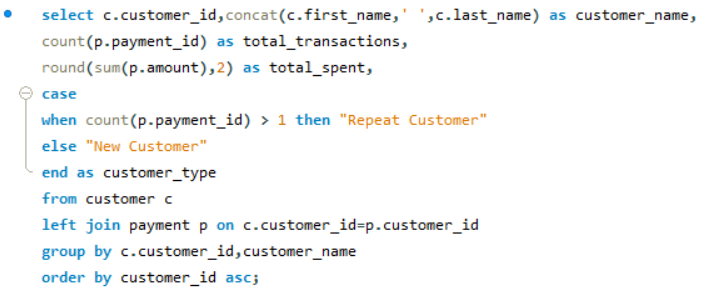 select c.customer_id,concat(c.first_name,' ',c.last_name) as customer_name,
count(p.payment_id) as total_transactions,
round(sum(p.amount),2) as total_spent,
case
when count(p.payment_id) > 1 then "Repeat Customer"
else "New Customer"
end as customer_type
from customer c
left join payment p on c.customer_id=p.customer_id
group by c.customer_id,customer_name
order by customer_id asc;